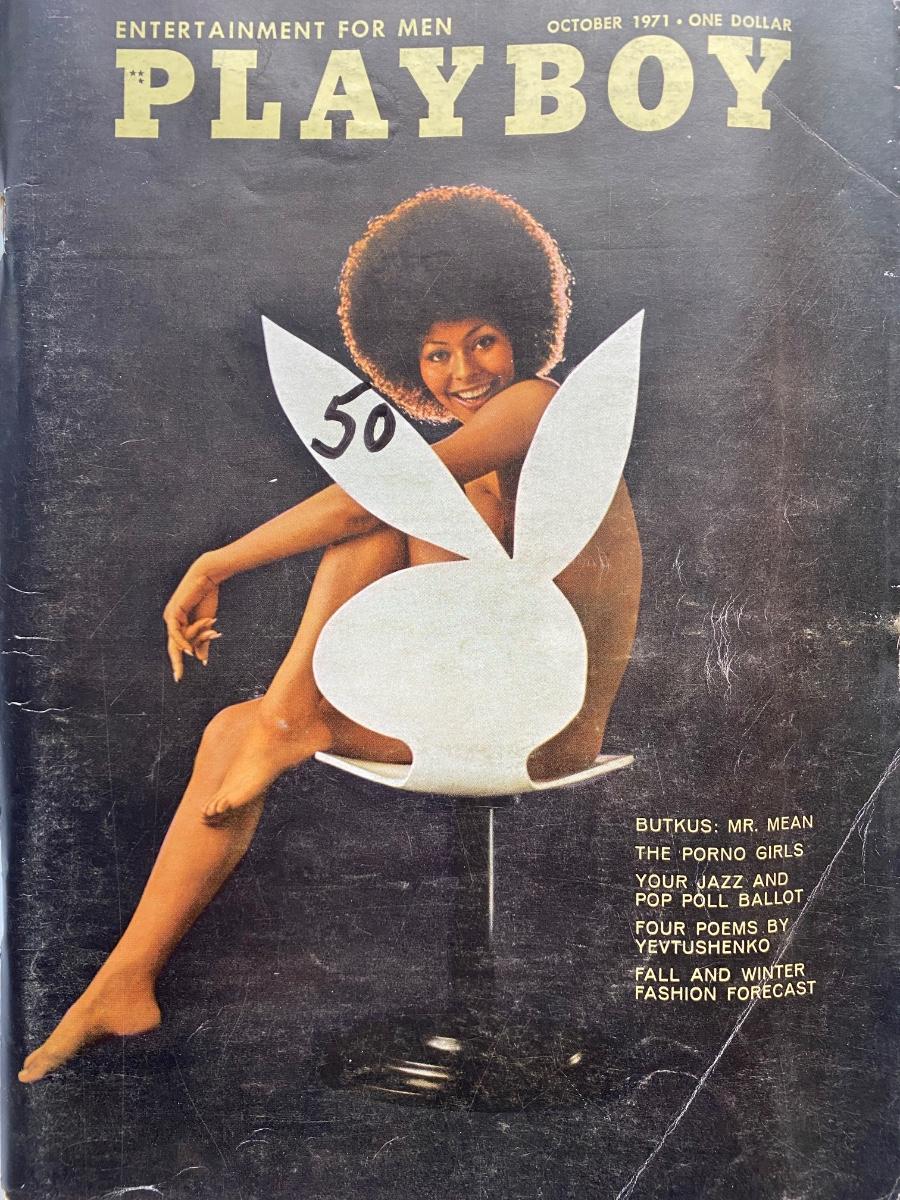 ENTERTAINMENT FOR MEN
OCTOBER 1971 • ONE DOLLAR
PLAYBOY
50
BUTKUS: MR. MEAN
THE PORNO GIRLS
YOUR JAZZ AND
POP POLL BALLOT
FOUR POEMS BY
YEVTUSHENKO
FALL AND WINTER
FASHION FORECAST